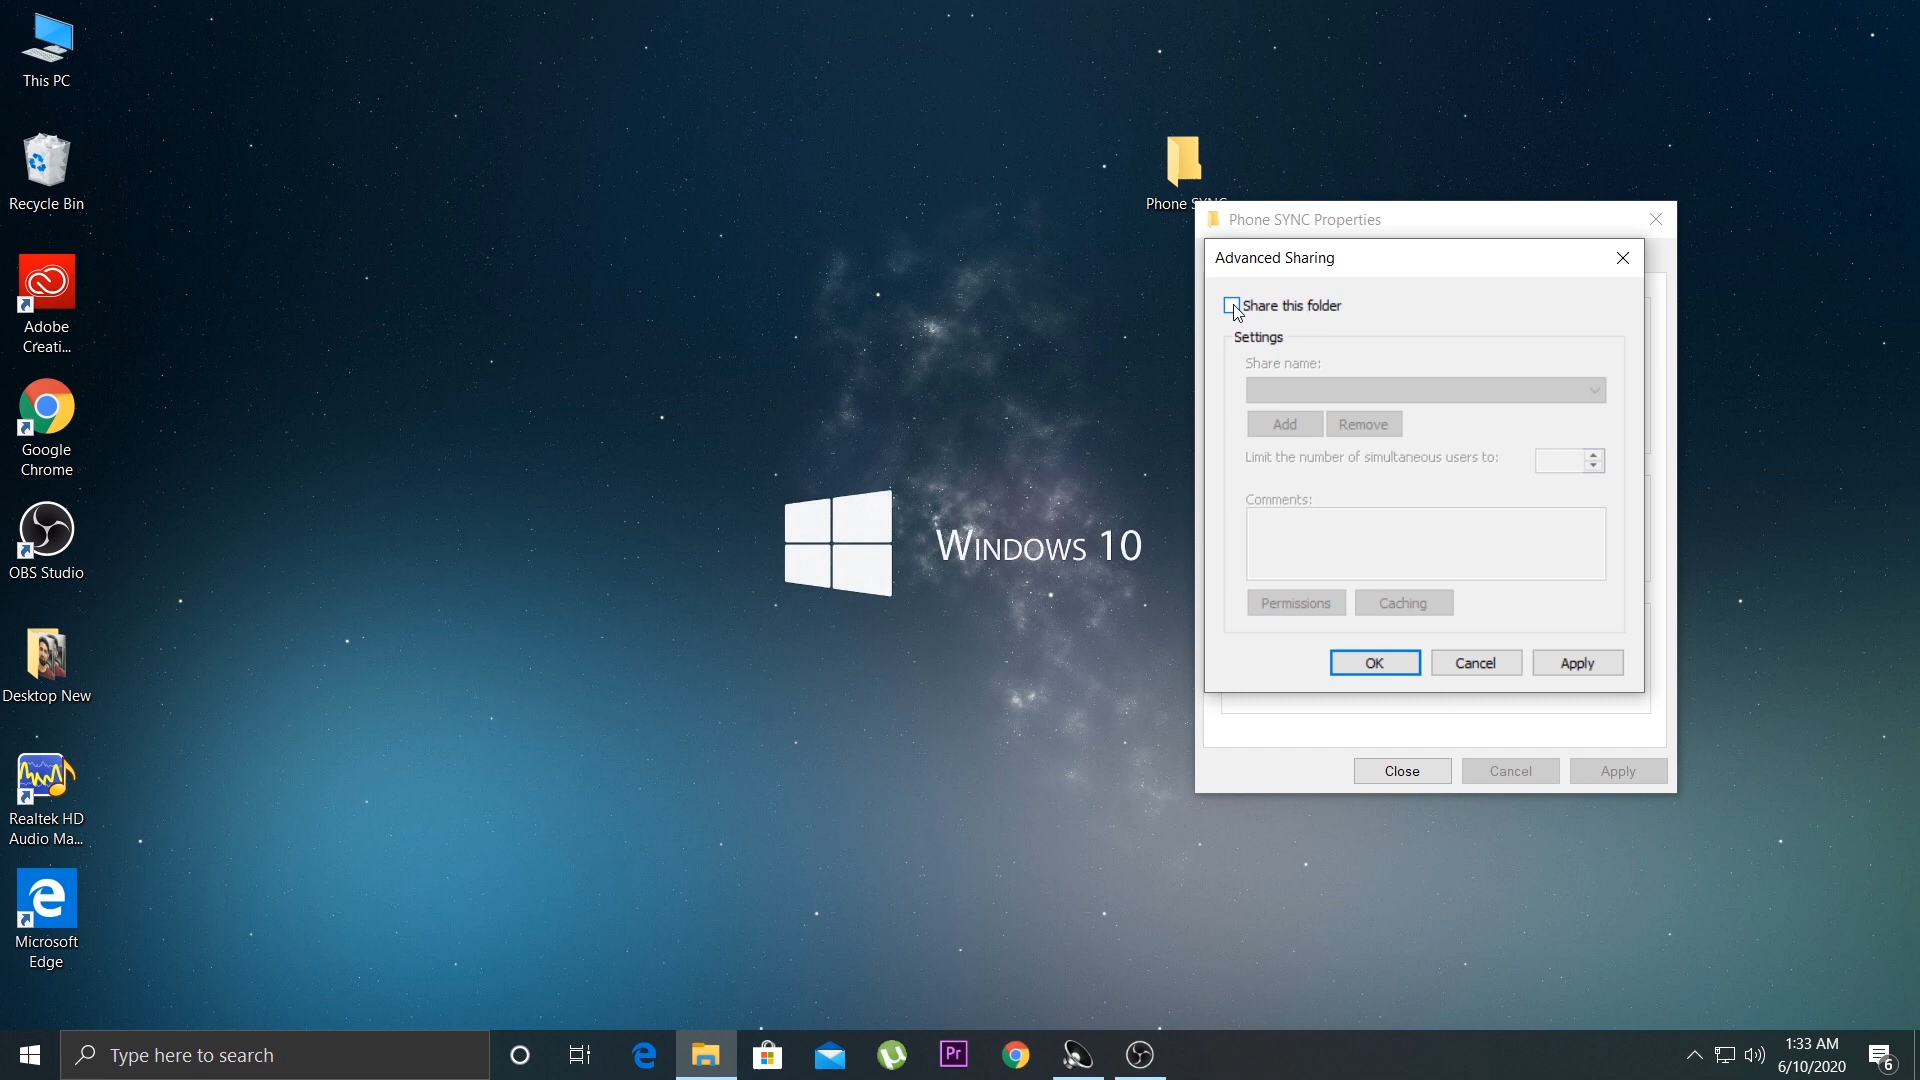 This PC
Recycle Bin
Adobe
Creati...
Google
Chrome
OBS Studio
Desktop New
Realtek HD
Audio Ma...
Microsoft
Edge
Phone SYNC
WINDOWS 10
Phone SYNC Properties
Advanced Sharing
Share this folder
Settings
Share name:
Add Remove
Limit the number of simultaneous users to:
Comments:
Permissions Caching
OK Cancel Apply
Close Cancel Apply
Type here to search
Pr
1:33 AM
6/10/2020
6